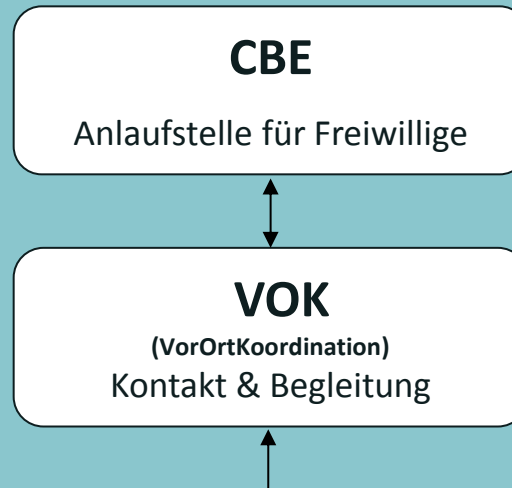 CBE
Anlaufstelle für Freiwillige
VOK
(VorOrtKoordination)
Kontakt & Begleitung